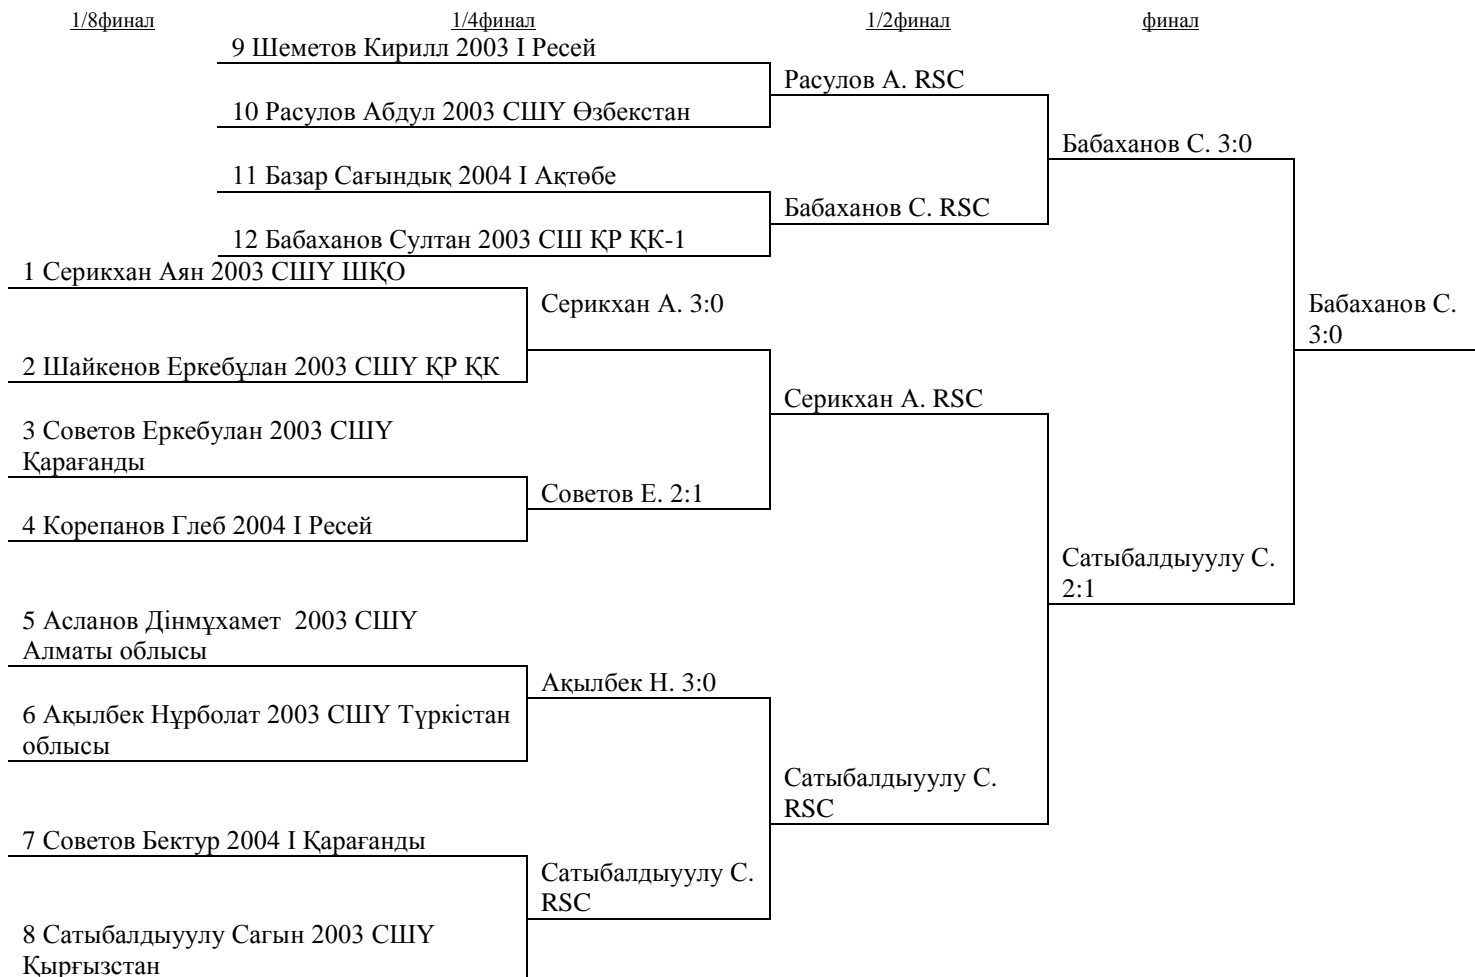 1/8финал
1/4финал
1/2финал
финал
9 Шеметов Кирилл 2003 І Ресей
Расулов А. RSC
10 Расулов Абдул 2003 СШҮ Өзбекстан
Бабаханов С. 3:0
11 Базар Сағындық 2004 І Ақтөбе
Бабаханов С. RSC
12 Бабаханов Султан 2003 СШ ҚР ҚК-1
1 Серикхан Аян 2003 СШҮ ШҚО
Серикхан А. 3:0
Бабаханов С.
3:0
2 Шайкенов Еркебұлан 2003 СШҮ ҚР ҚК
Серикхан А. RSC
3 Советов Еркебулан 2003 СШҮ
Қарағанды
Советов Е. 2:1
4 Корепанов Глеб 2004 І Ресей
Сатыбалдыуулу С.
2:1
5 Асланов Дінмұхамет  2003 СШҮ
Алматы облысы
Ақылбек Н. 3:0
6 Ақылбек Нұрболат 2003 СШҮ Түркістан
облысы
Сатыбалдыуулу С.
RSC
7 Советов Бектур 2004 І Қарағанды
Сатыбалдыуулу С.
RSC
8 Сатыбалдыуулу Сагын 2003 СШҮ
Қырғызстан